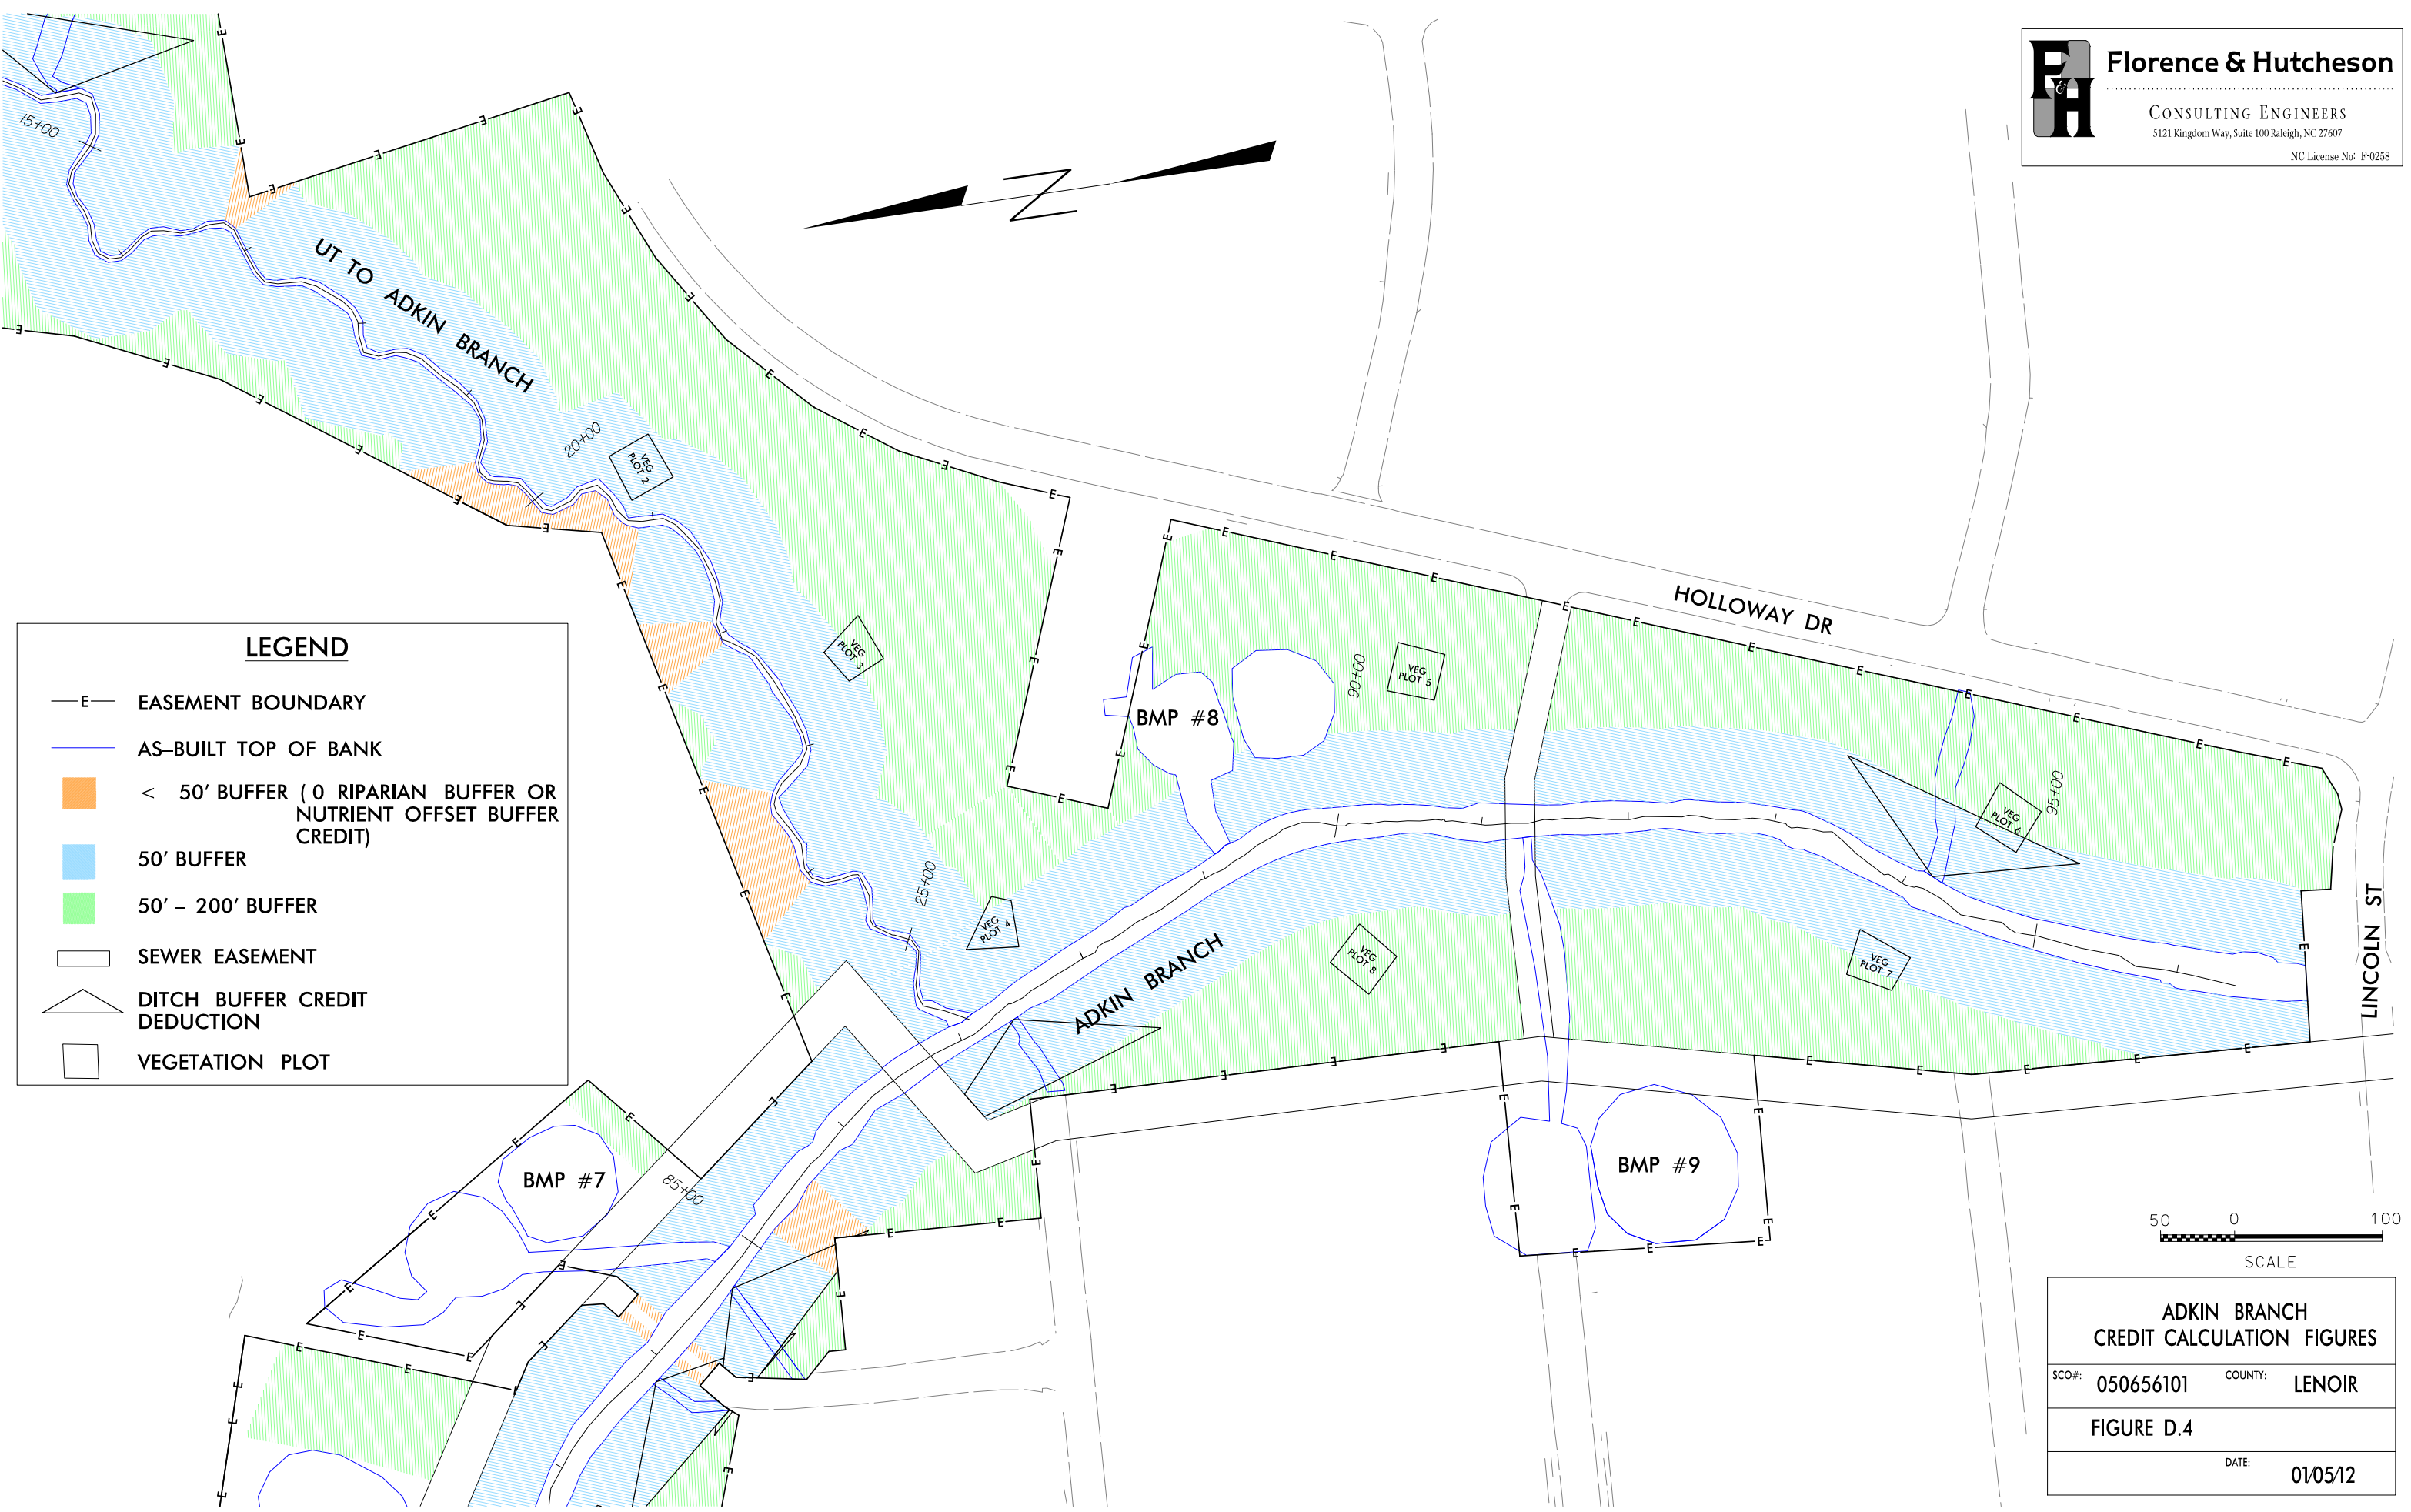 Florence & Hutcheson
CONSULTING ENGINEERS
5121 Kingdom Way, Suite 100 Raleigh, NC 27607
NC License No: F-0258
F&H
N
15+00
UT TO ADKIN BRANCH
20+00
VEG
PLOT 2
VEG
PLOT 3
HOLLOWAY DR
90+00
VEG
PLOT 5
BMP #8
95+00
VEG
PLOT 6
25+00
VEG
PLOT 4
ADKIN BRANCH
VEG
PLOT 8
VEG
PLOT 7
LINCOLN ST
BMP #7
85+00
BMP #9
LEGEND
E EASEMENT BOUNDARY
AS-BUILT TOP OF BANK
< 50' BUFFER ( 0 RIPARIAN BUFFER OR
NUTRIENT OFFSET BUFFER
CREDIT)
50' BUFFER
50' – 200' BUFFER
SEWER EASEMENT
DITCH BUFFER CREDIT
DEDUCTION
VEGETATION PLOT
50 0 100
SCALE
ADKIN BRANCH
CREDIT CALCULATION FIGURES
SCO#: 050656101 COUNTY: LENOIR
FIGURE D.4
DATE: 01/05/12